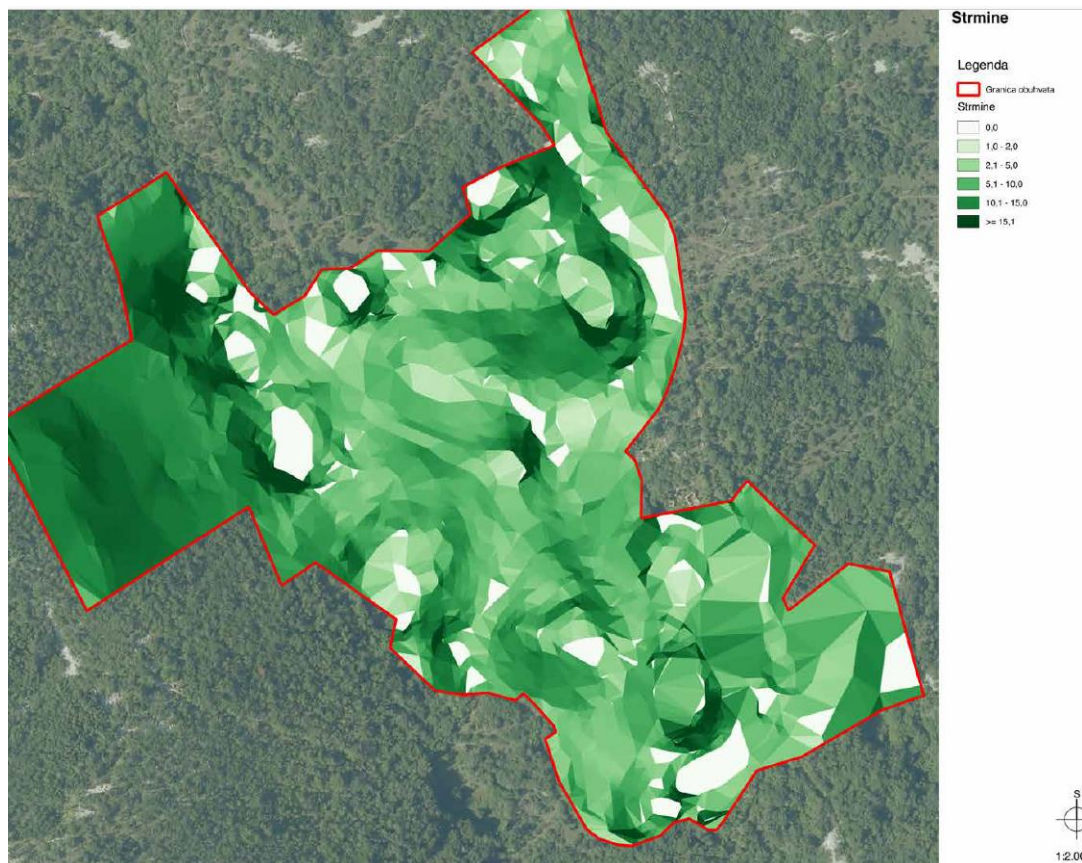 Strmine
Legenda
Granica obuhvata
Strmine
0,0
1,0 - 2,0
2,1 - 5,0
5,1 - 10,0
10,1 - 15,0
>= 15,1
S